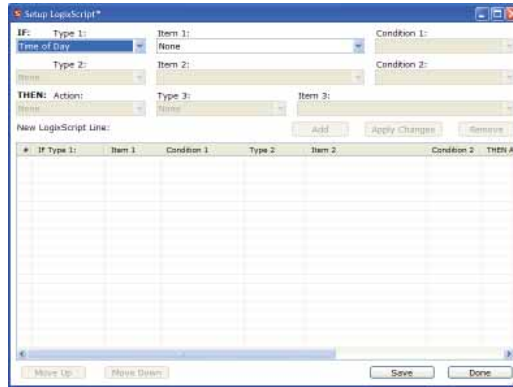 Setup LogixScript*
IF: Type 1: Item 1: Condition 1:
Time of Day None
Type 2: Item 2: Condition 2:
None
THEN: Action: Type 3: Item 3:
None None
New LogixScript Line: Add Apply Changes Remove
# IF Type 1: Item 1 Condition 1 Type 2 Item 2 Condition 2 THEN A
Move Up Move Down Save Done